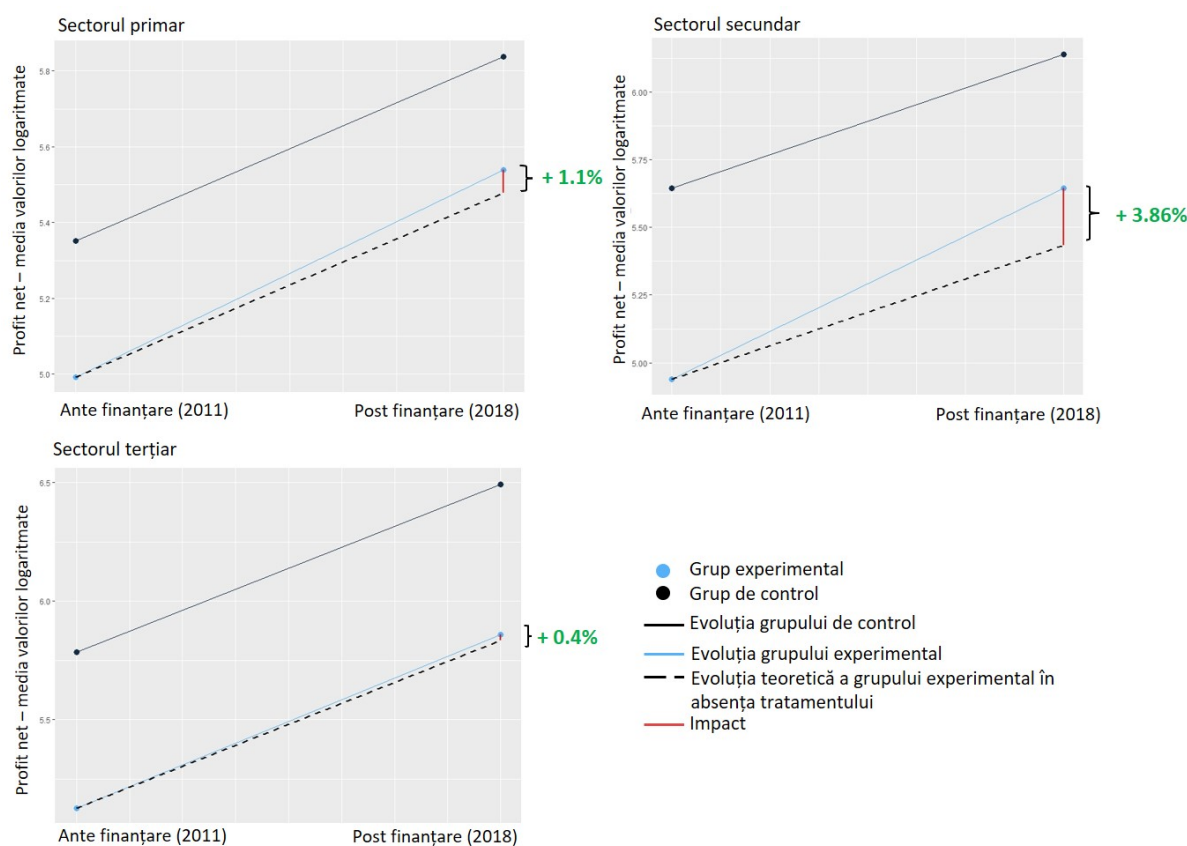 Sectorul primar
Profit net – media valorilor logaritmate
5.8
5.6
5.4
5.2
5.0
+ 1.1%
Ante finanțare (2011)
Post finanțare (2018)
Sectorul secundar
Profit net – media valorilor logaritmate
6.00
5.75
5.50
5.25
5.00
+ 3.86%
Ante finanțare (2011)
Post finanțare (2018)
Sectorul terțiar
Profit net – media valorilor logaritmate
6.5
6.0
5.5
+ 0.4%
Ante finanțare (2011)
Post finanțare (2018)
Grup experimental
Grup de control
Evoluția grupului de control
Evoluția grupului experimental
Evoluția teoretică a grupului experimental în
absența tratamentului
Impact